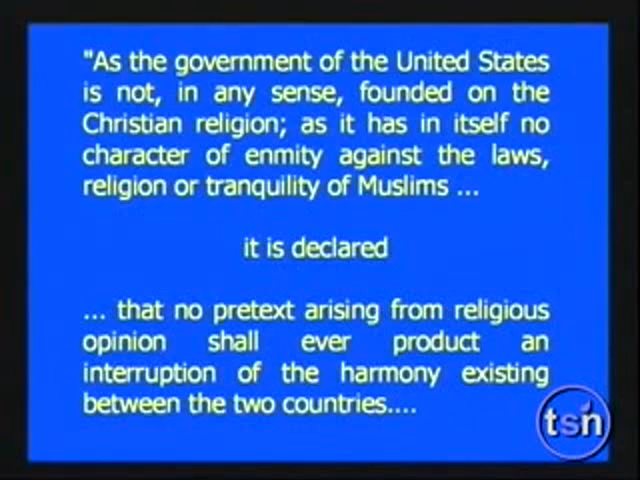 "As the government of the United States
is not, in any sense, founded on the
Christian religion; as it has in itself no
character of enmity against the laws,
religion or tranquility of Muslims ...
it is declared
... that no pretext arising from religious
opinion shall ever product an
interruption of the harmony existing
between the two countries....
tsn